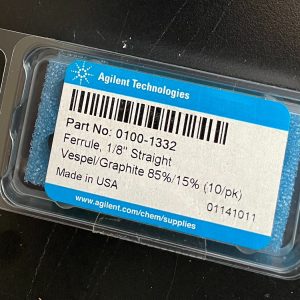 Agilent Technologies
Part No: 0100-1332
Ferrule, 1/8" Straight
Vespel/Graphite 85%/15% (10/pk)
Made in USA
01141011
www.agilent.com/chem/supplies